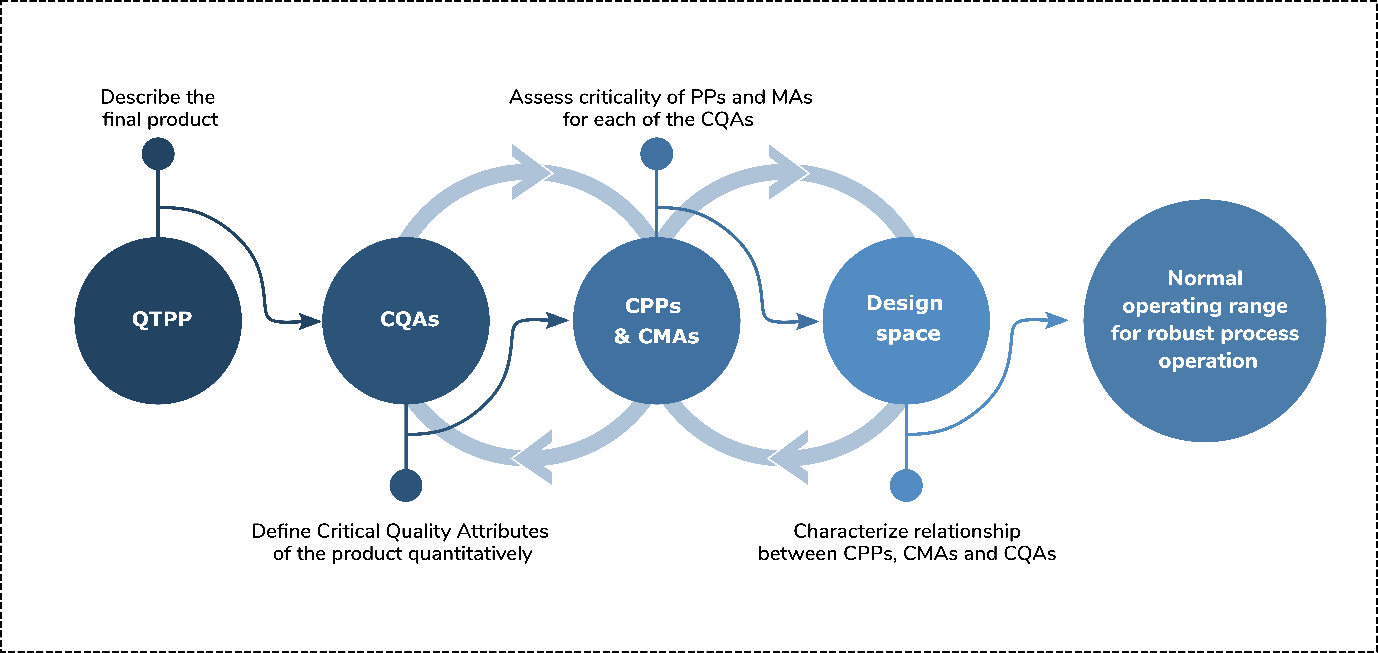 Describe the
final product
Assess criticality of PPs and MAs
for each of the CQAs
QTPP
CQAs
CPPs
& CMAs
Design
space
Normal
operating range
for robust process
operation
Define Critical Quality Attributes
of the product quantitatively
Characterize relationship
between CPPs, CMAs and CQAs